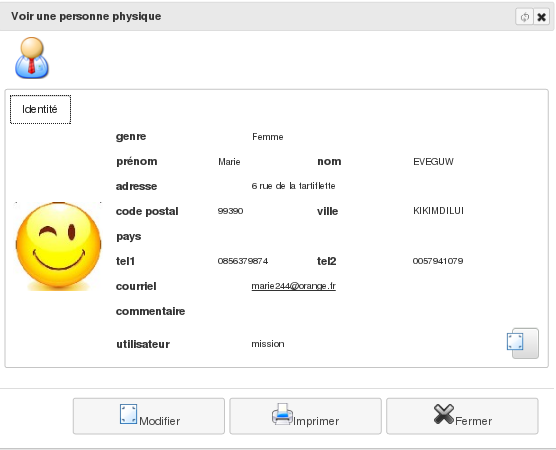 Voir une personne physique
Identité
genre Femme
prénom Marie nom EVEGUW
adresse 6 rue de la tartiflette
code postal 99390 ville KIKIMDILUI
pays
tel1 0856379874 tel2 0057941079
courriel marie244@orange.fr
commentaire
utilisateur mission
Modifier Imprimer Fermer